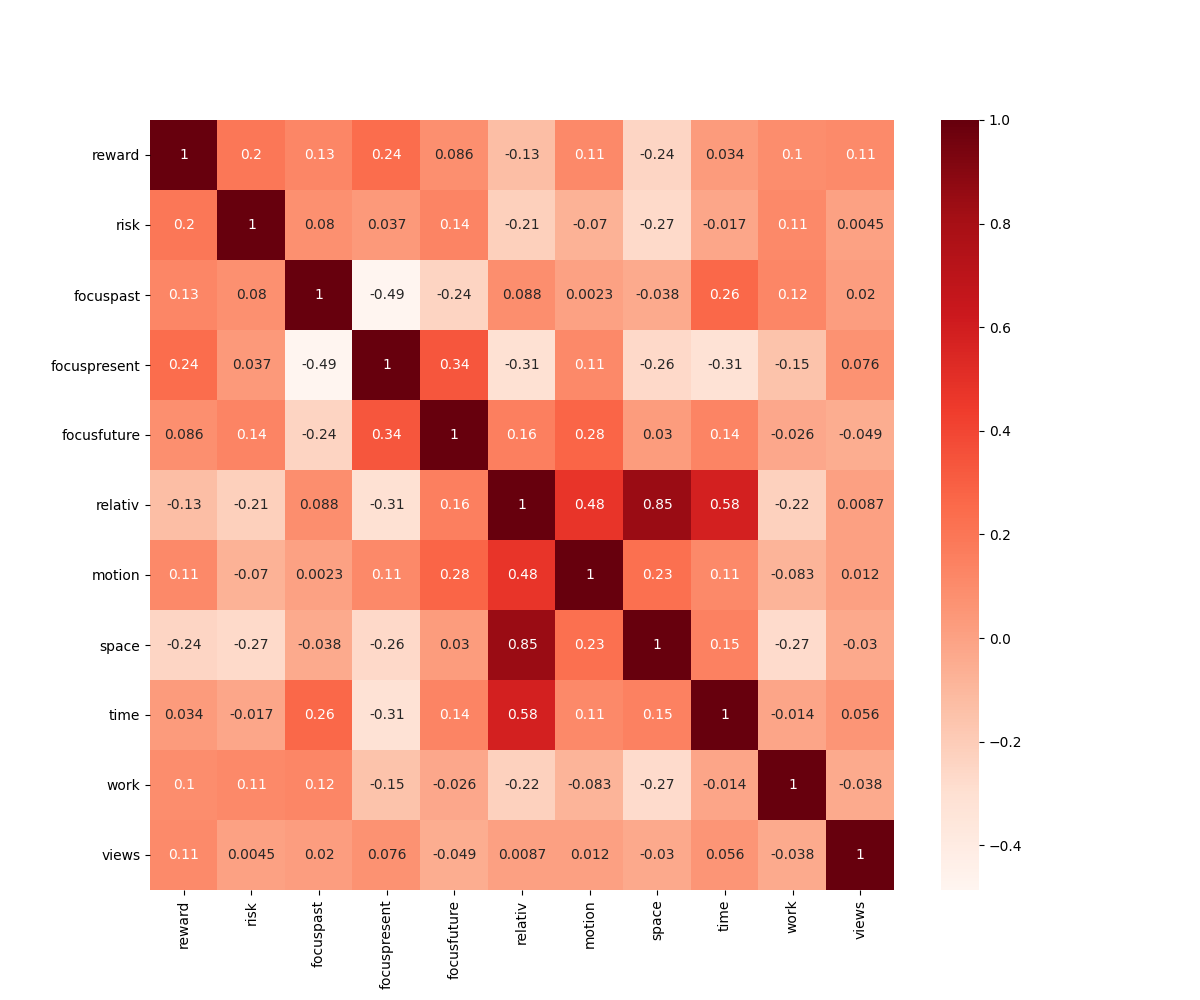 reward 1 0.2 0.13 0.24 0.086 -0.13 0.11 -0.24 0.034 0.1 0.11
risk 0.2 1 0.08 0.037 0.14 -0.21 -0.07 -0.27 -0.017 0.11 0.0045
focuspast 0.13 0.08 1 -0.49 -0.24 0.088 0.0023 -0.038 0.26 0.12 0.02
focuspresent 0.24 0.037 -0.49 1 0.34 -0.31 0.11 -0.26 -0.31 -0.15 0.076
focusfuture 0.086 0.14 -0.24 0.34 1 0.16 0.28 0.03 0.14 -0.026 -0.049
relativ -0.13 -0.21 0.088 -0.31 0.16 1 0.48 0.85 0.58 -0.22 0.0087
motion 0.11 -0.07 0.0023 0.11 0.28 0.48 1 0.23 0.11 -0.083 0.012
space -0.24 -0.27 -0.038 -0.26 0.03 0.85 0.23 1 0.15 -0.27 -0.03
time 0.034 -0.017 0.26 -0.31 0.14 0.58 0.11 0.15 1 -0.014 0.056
work 0.1 0.11 0.12 -0.15 -0.026 -0.22 -0.083 -0.27 -0.014 1 -0.038
views 0.11 0.0045 0.02 0.076 -0.049 0.0087 0.012 -0.03 0.056 -0.038 1
reward risk focuspast focuspresent focusfuture relativ motion space time work views
1.0
0.8
0.6
0.4
0.2
0.0
−0.2
−0.4